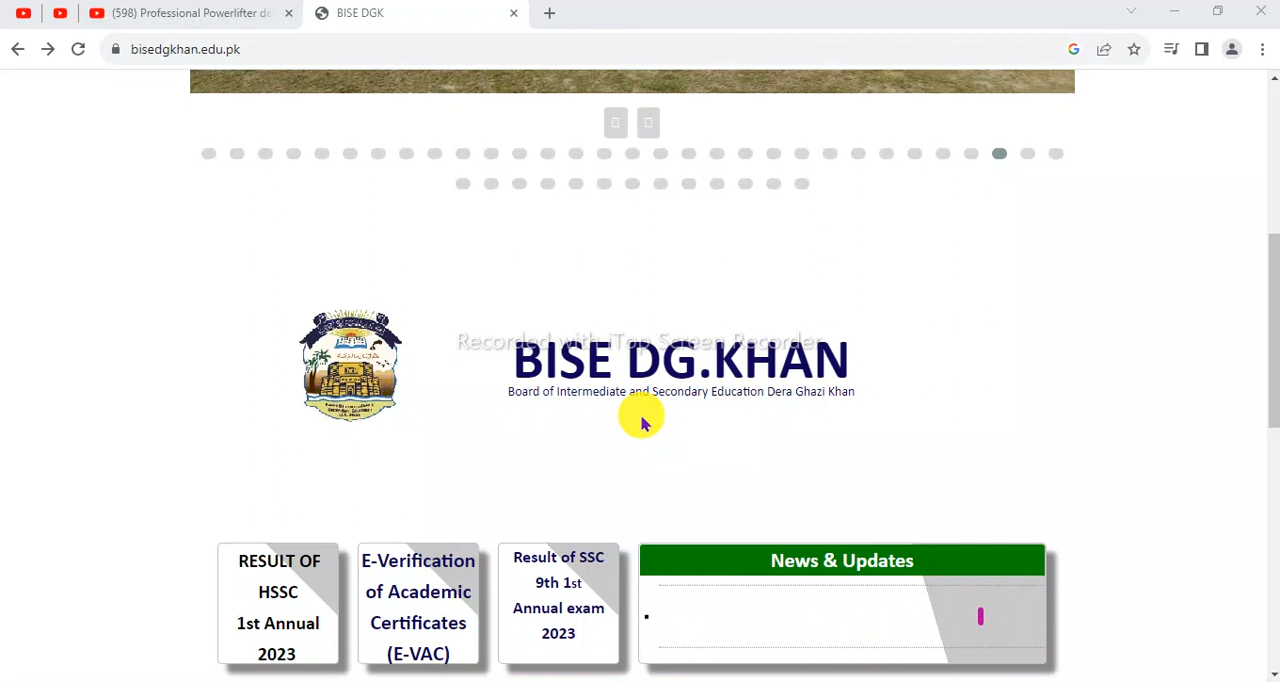 (598) Professional Powerlifter de
BISE DGK
bisedgkhan.edu.pk
Recorded with iTop Screen Recorder
BISE DG.KHAN
Board of Intermediate and Secondary Education Dera Ghazi Khan
RESULT OF
HSSC
1st Annual
2023
E-Verification
of Academic
Certificates
(E-VAC)
Result of SSC
9th 1st
Annual exam
2023
News & Updates